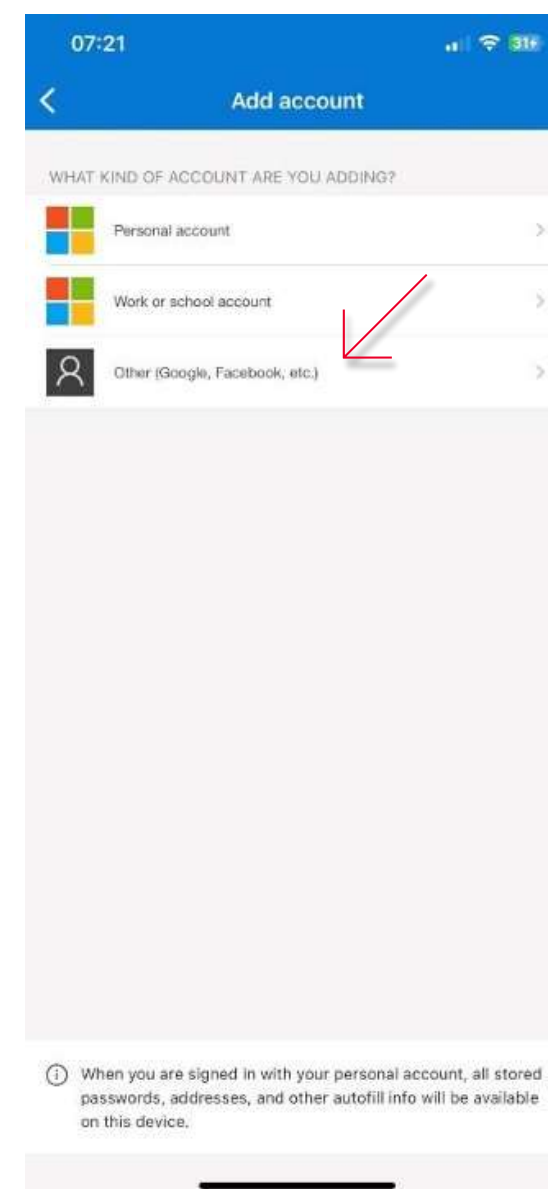 07:21
31
Add account
WHAT KIND OF ACCOUNT ARE YOU ADDING?
Personal account
Work or school account
Other (Google, Facebook, etc.)
When you are signed in with your personal account, all stored
passwords, addresses, and other autofill info will be available
on this device.